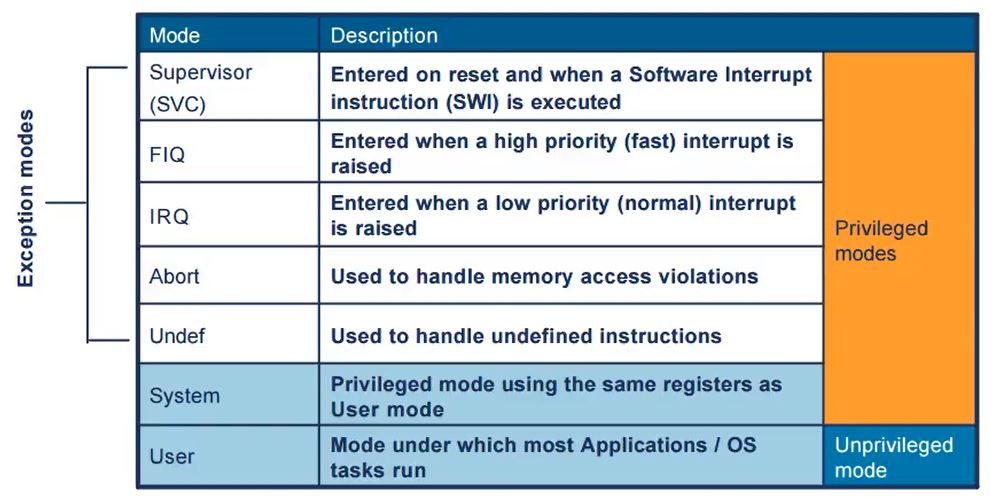 Mode
Description
Exception modes
Supervisor
(SVC)
Entered on reset and when a Software Interrupt
instruction (SWI) is executed
FIQ
Entered when a high priority (fast) interrupt is
raised
IRQ
Entered when a low priority (normal) interrupt
is raised
Abort
Used to handle memory access violations
Undef
Used to handle undefined instructions
System
Privileged mode using the same registers as
User mode
Privileged
modes
User
Mode under which most Applications / OS
tasks run
Unprivileged
mode